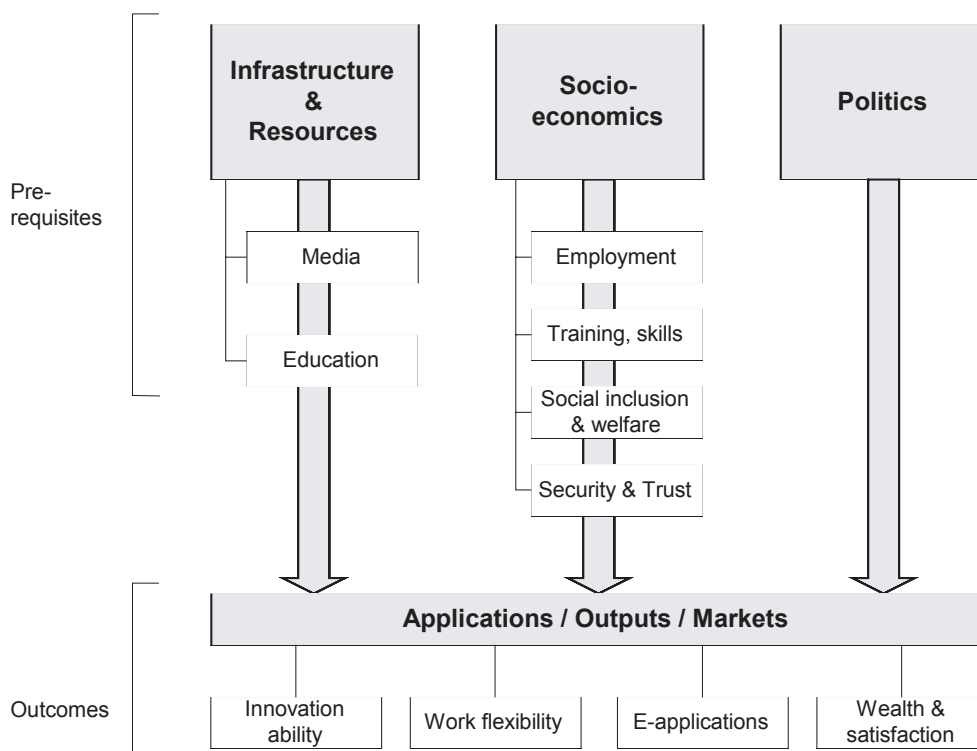 Infrastructure
&
Resources
Socio-
economics
Politics
Pre-
requisites
Media
Education
Employment
Training, skills
Social inclusion
& welfare
Security & Trust
Applications / Outputs / Markets
Outcomes
Innovation
ability
Work flexibility
E-applications
Wealth &
satisfaction